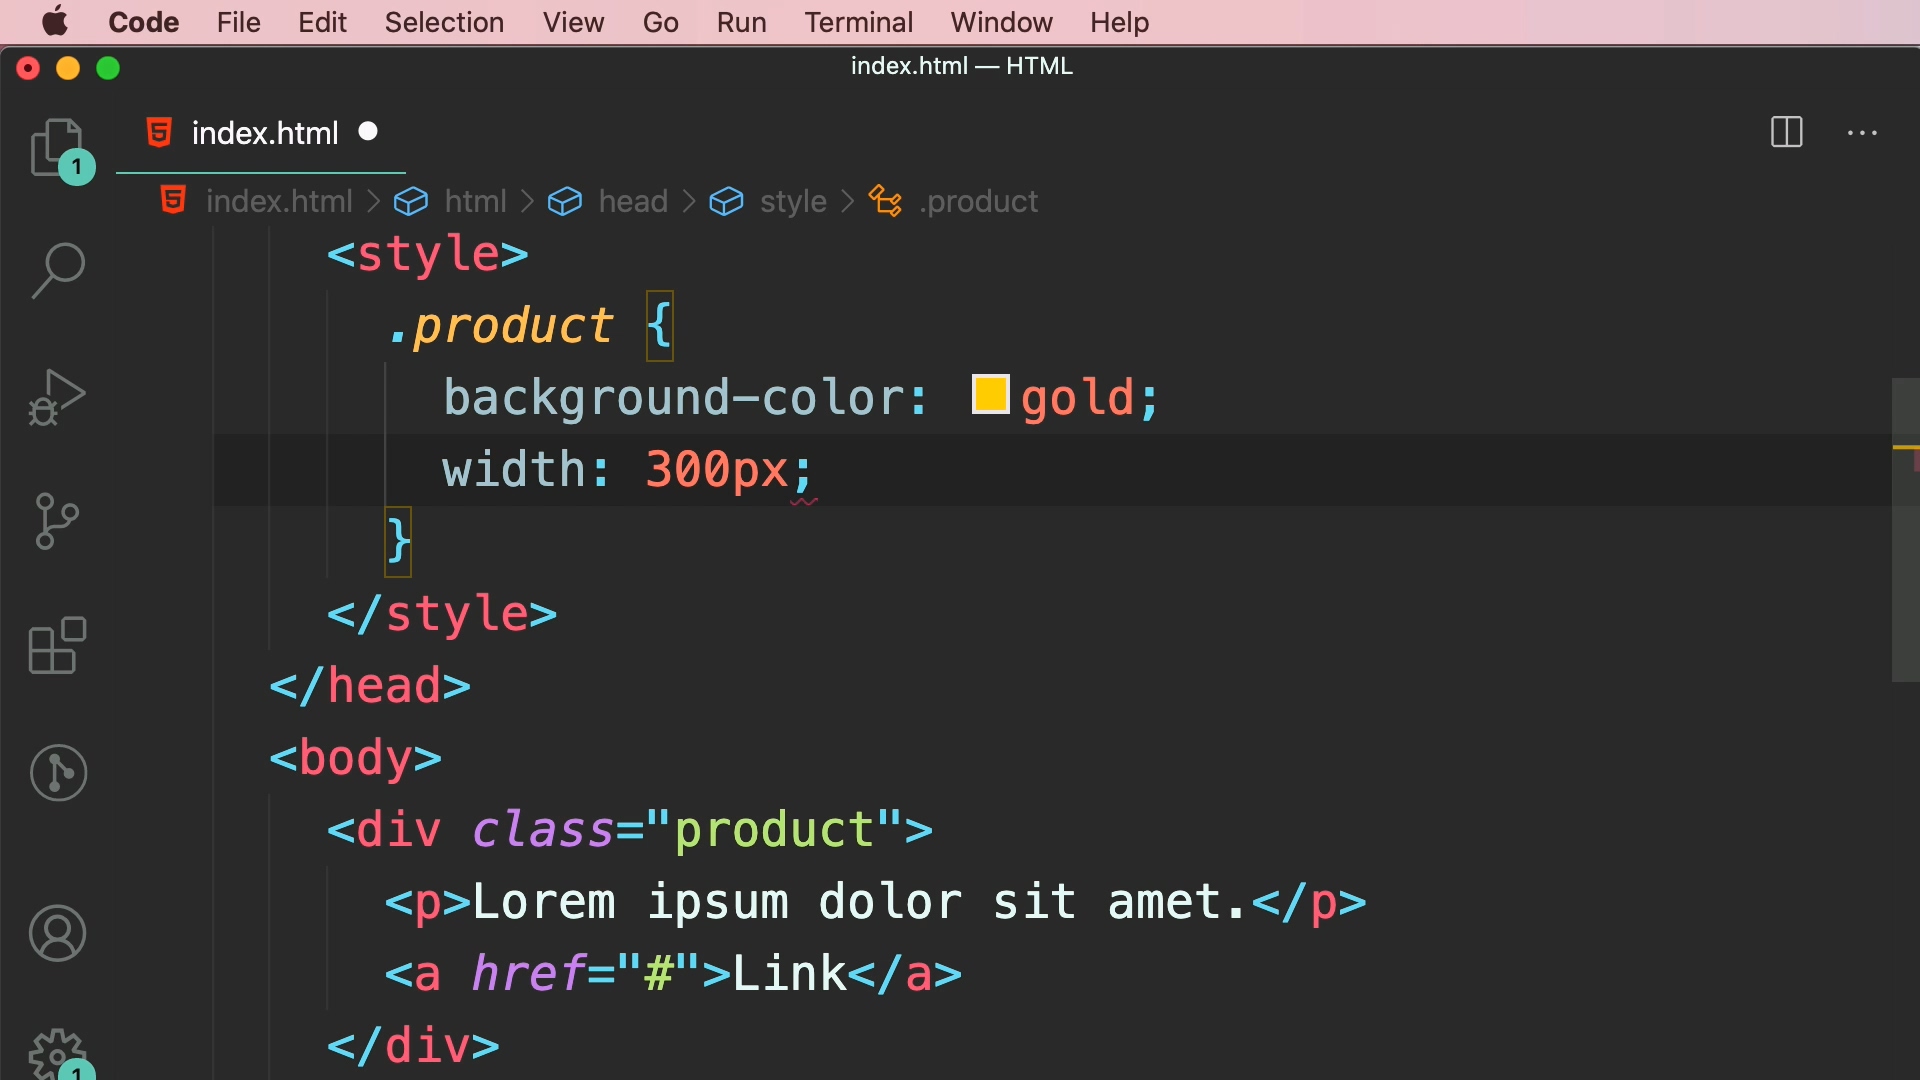 Code File Edit Selection View Go Run Terminal Window Help
index.html — HTML
index.html
1
index.html > html > head > style > .product
<style>
.product {
background-color: gold;
width: 300px;
}
</style>
</head>
<body>
<div class="product">
<p>Lorem ipsum dolor sit amet.</p>
<a href="#">Link</a>
</div>
1